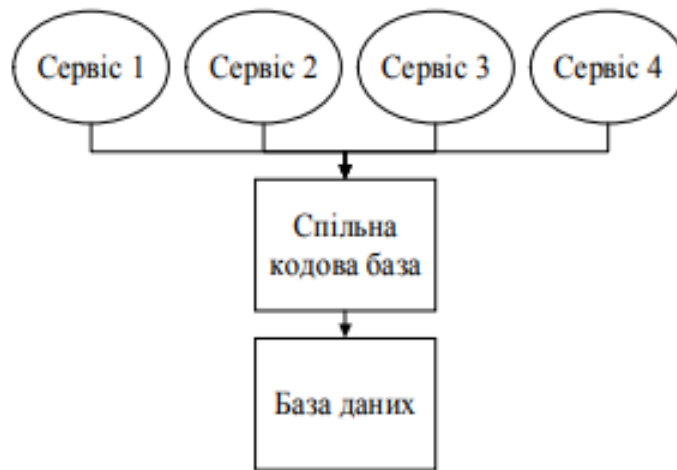 Сервіс 1
Сервіс 2
Сервіс 3
Сервіс 4
Спільна
кодова база
База даних